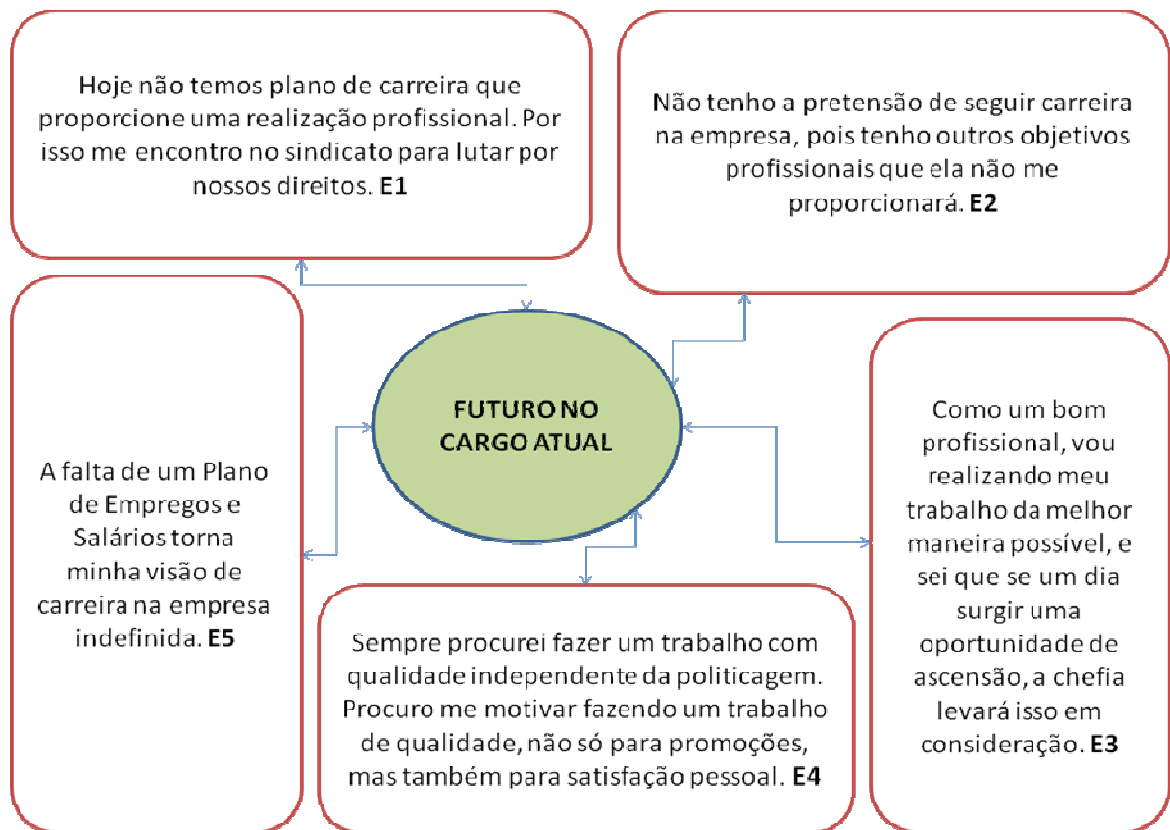 Hoje não temos plano de carreira que
proporcione uma realização profissional. Por
isso me encontro no sindicato para lutar por
nossos direitos. E1
Não tenho a pretensão de seguir carreira
na empresa, pois tenho outros objetivos
profissionais que ela não me
proporcionará. E2
FUTURO NO
CARGO ATUAL
Como um bom
profissional, vou
realizando meu
trabalho da melhor
maneira possível, e
sei que se um dia
surgir uma
oportunidade de
ascensão, a chefia
levará isso em
consideração. E3
Sempre procurei fazer um trabalho com
qualidade independente da politicagem.
Procuro me motivar fazendo um trabalho
de qualidade, não só para promoções,
mas também para satisfação pessoal. E4
A falta de um Plano
de Empregos e
Salários torna
minha visão de
carreira na empresa
indefinida. E5